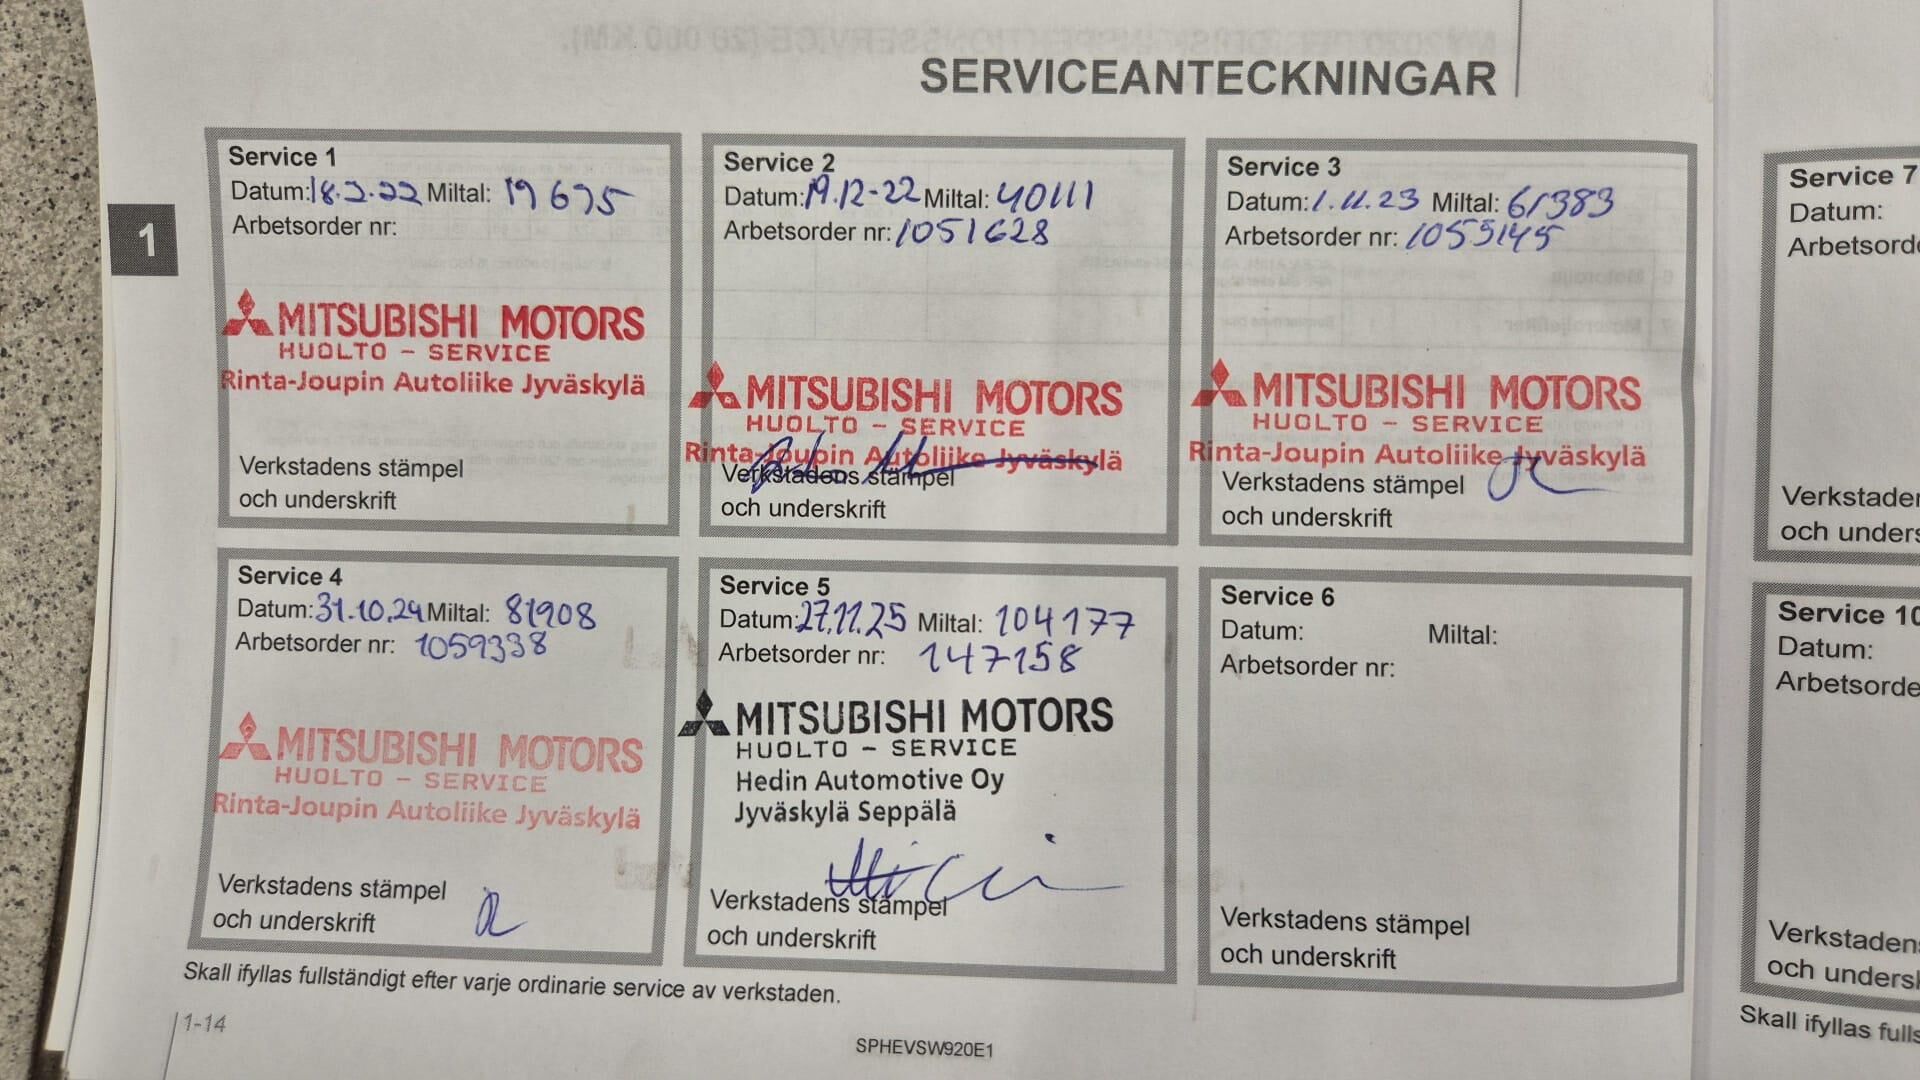 SERVICEANTECKNINGAR
1
Service 1
Datum: 18.2.22 Miltal: 19695
Arbetsorder nr:
MITSUBISHI MOTORS
HUOLTO - SERVICE
Rinta-Joupin Autoliike Jyväskylä
Verkstadens stämpel
och underskrift
Service 2
Datum: 19.12-22 Miltal: 40111
Arbetsorder nr: 1051628
MITSUBISHI MOTORS
HUOLTO - SERVICE
Rinta-Joupin Autoliike Jyväskylä
Verkstadens stämpel
och underskrift
Service 3
Datum: 1.11.23 Miltal: 61383
Arbetsorder nr: 1055145
MITSUBISHI MOTORS
HUOLTO - SERVICE
Rinta-Joupin Autoliike Jyväskylä
Verkstadens stämpel
och underskrift
Service 4
Datum: 31.10.24 Miltal: 81908
Arbetsorder nr: 1059338
MITSUBISHI MOTORS
HUOLTO - SERVICE
Rinta-Joupin Autoliike Jyväskylä
Verkstadens stämpel
och underskrift
Service 5
Datum: 27.11.25 Miltal: 104177
Arbetsorder nr: 147158
MITSUBISHI MOTORS
HUOLTO - SERVICE
Hedin Automotive Oy
Jyväskylä Seppälä
Verkstadens stämpel
och underskrift
Service 6
Datum: Miltal:
Arbetsorder nr:
Verkstadens stämpel
och underskrift
Skall ifyllas fullständigt efter varje ordinarie service av verkstaden.
1-14
SPHEVSW920E1
Service 7
Datum:
Service 10
Datum:
Skall ifyllas